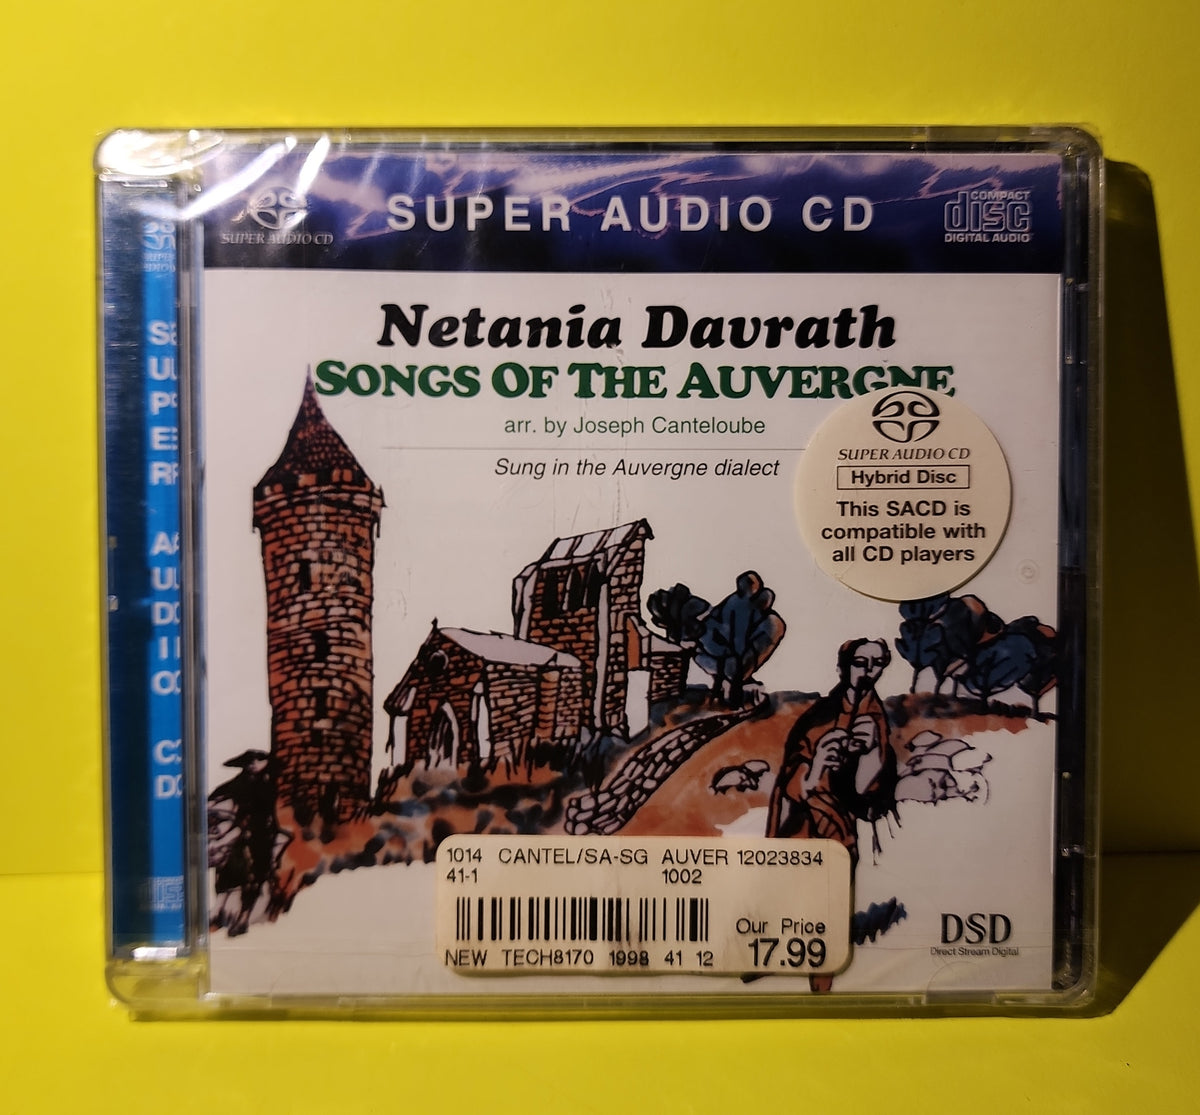 SUPER AUDIO CD
SUPER AUDIO CD
COMPACT
disc
DIGITAL AUDIO
Netania Davrath
SONGS OF THE AUVERGNE
arr. by Joseph Canteloube
Sung in the Auvergne dialect
SUPER AUDIO CD
Hybrid Disc
This SACD is
compatible with
all CD players
SUPER AUDIO CD
1014 CANTEL/SA-SG AUVER 12023834
41-1 1002
Our Price
17.99
NEW TECH8170 1998 41 12
DSD
Direct Stream Digital